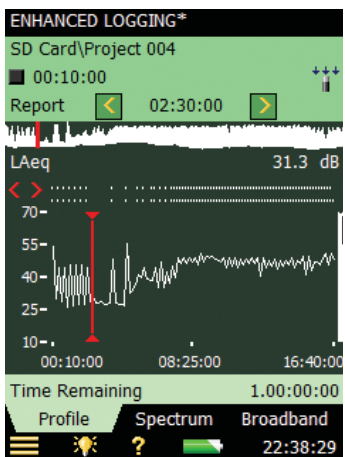 ENHANCED LOGGING*
SD Card\Project 004
00:10:00
Report < 02:30:00 >
LAeq 31.3 dB
< >
70-
55-
40-
25-
10-
00:10:00 08:25:00 16:40:00
Time Remaining 1.00:00:00
Profile Spectrum Broadband
? 22:38:29